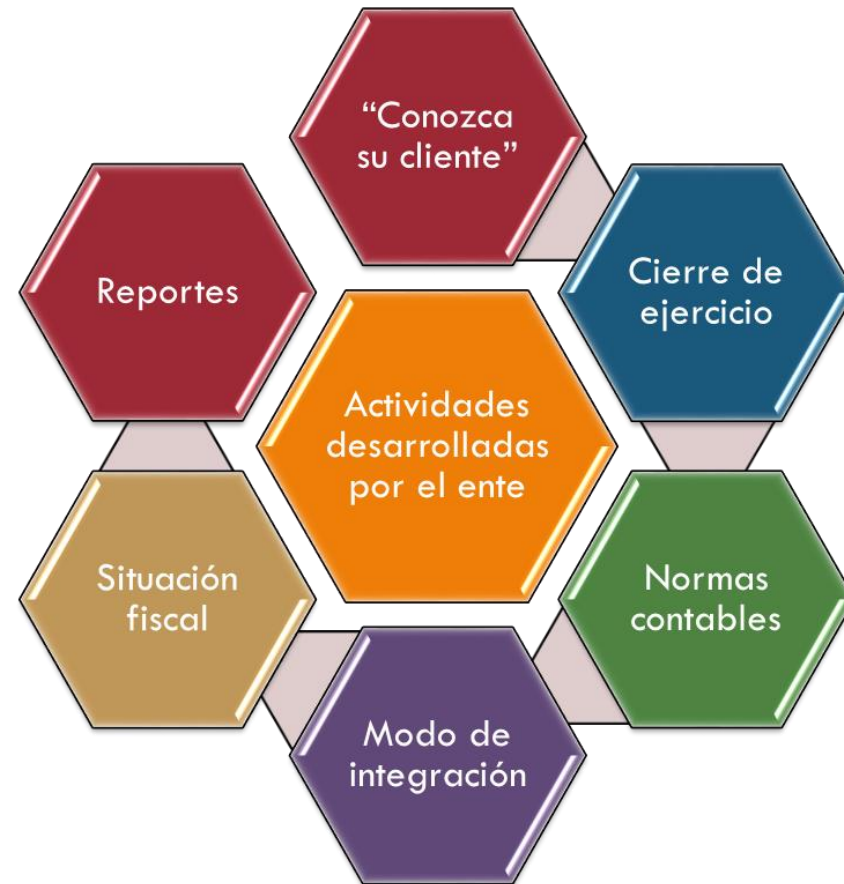 “Conozca
su cliente”
Cierre de
ejercicio
Normas
contables
Modo de
integración
Situación
fiscal
Reportes
Actividades
desarrolladas
por el ente